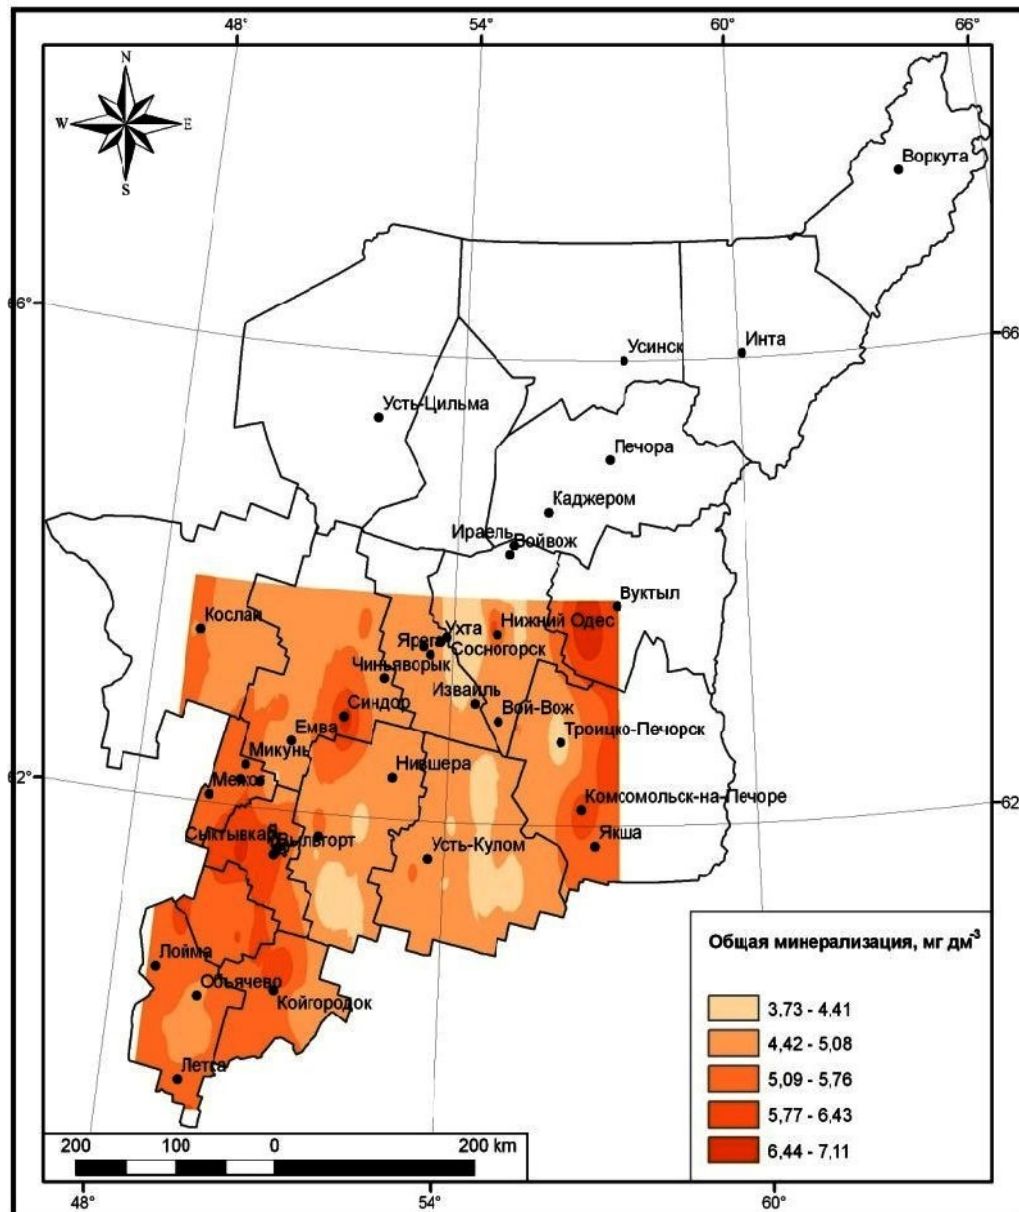 48°
54°
60°
66°
N
W
E
S
Воркута
66°
66
Усинск
Инта
Усть-Цильма
Печора
Каджером
Ираель
Войвож
Вуктыл
Кослан
Ухта
Нижний Одес
Ярега
Сосногорск
Чиньяворык
Изваиль
Синдор
Вой-Вож
Емва
Троицко-Печорск
Микунь
Нившера
62°
Межог
Комсомольск-на-Печоре
62
Сыктывкар
Выльгорт
Якша
Усть-Кулом
Общая минерализация, мг дм⁻³
Лойма
Объячево
Койгородок
3,73 - 4,41
4,42 - 5,08
5,09 - 5,76
Летка
5,77 - 6,43
6,44 - 7,11
200 100 0 200 km
48°
54°
60°